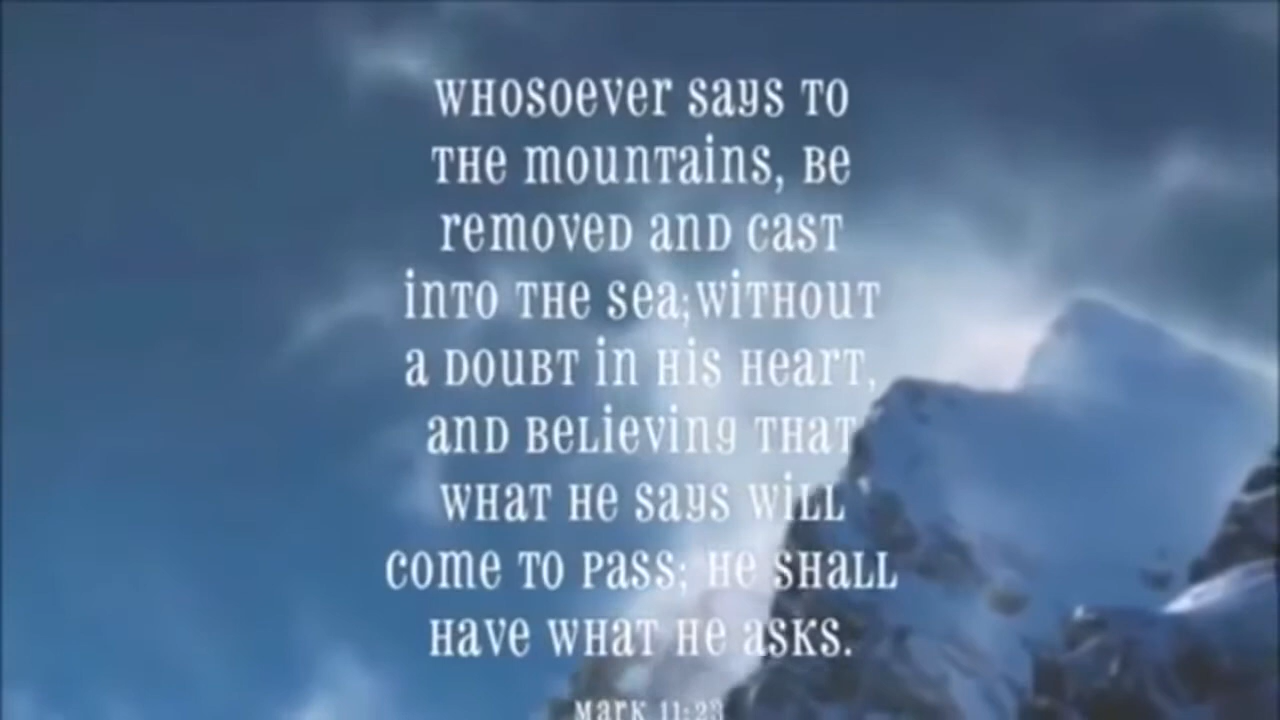 Whosoever says to
the mountains, be
removed and cast
into the sea;without
a doubt in his heart,
and believing that
what he says will
come to pass; he shall
have what he asks.
Mark 11:23